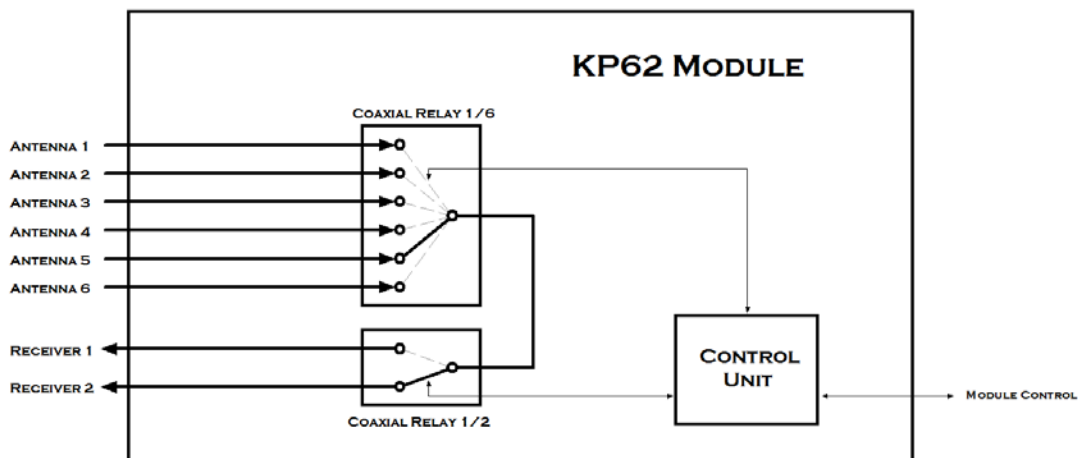 KP62 Module
Coaxial Relay 1/6
Antenna 1
Antenna 2
Antenna 3
Antenna 4
Antenna 5
Antenna 6
Receiver 1
Receiver 2
Coaxial Relay 1/2
Control
Unit
Module Control